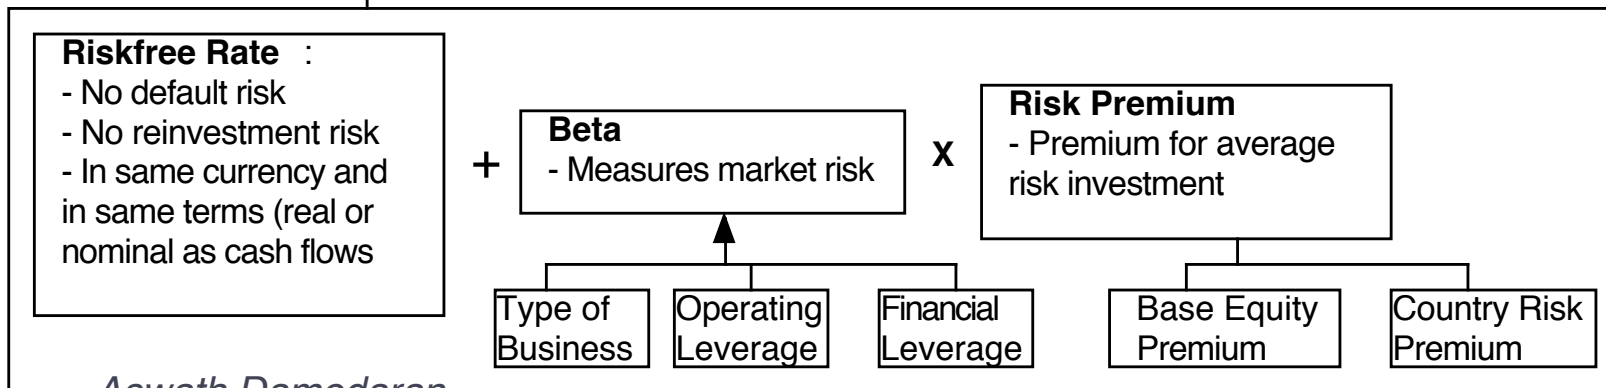 Riskfree Rate :
- No default risk
- No reinvestment risk
- In same currency and
in same terms (real or
nominal as cash flows
+
Beta
- Measures market risk
X
Risk Premium
- Premium for average
risk investment
Type of
Business
Operating
Leverage
Financial
Leverage
Base Equity
Premium
Country Risk
Premium
Aswath Damodaran